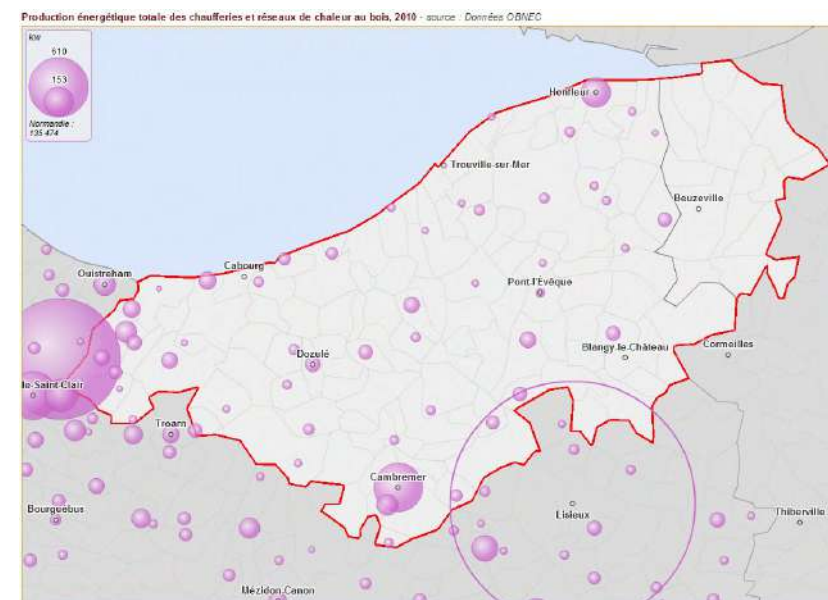 Production énergétique totale des chaufferies et réseaux de chaleur au bois, 2010 - source : Données OBNEC
kW
610
153
Normandie :
135 474
Honfleur
Trouville-sur-Mer
Beuzeville
Ouistreham
Cabourg
Pont-l'Évêque
Dozulé
Blangy-le-Château
Cormeilles
le-Saint-Clair
Troarn
Cambremer
Bourguébus
Lisieux
Thiberville
Mézidon-Canon